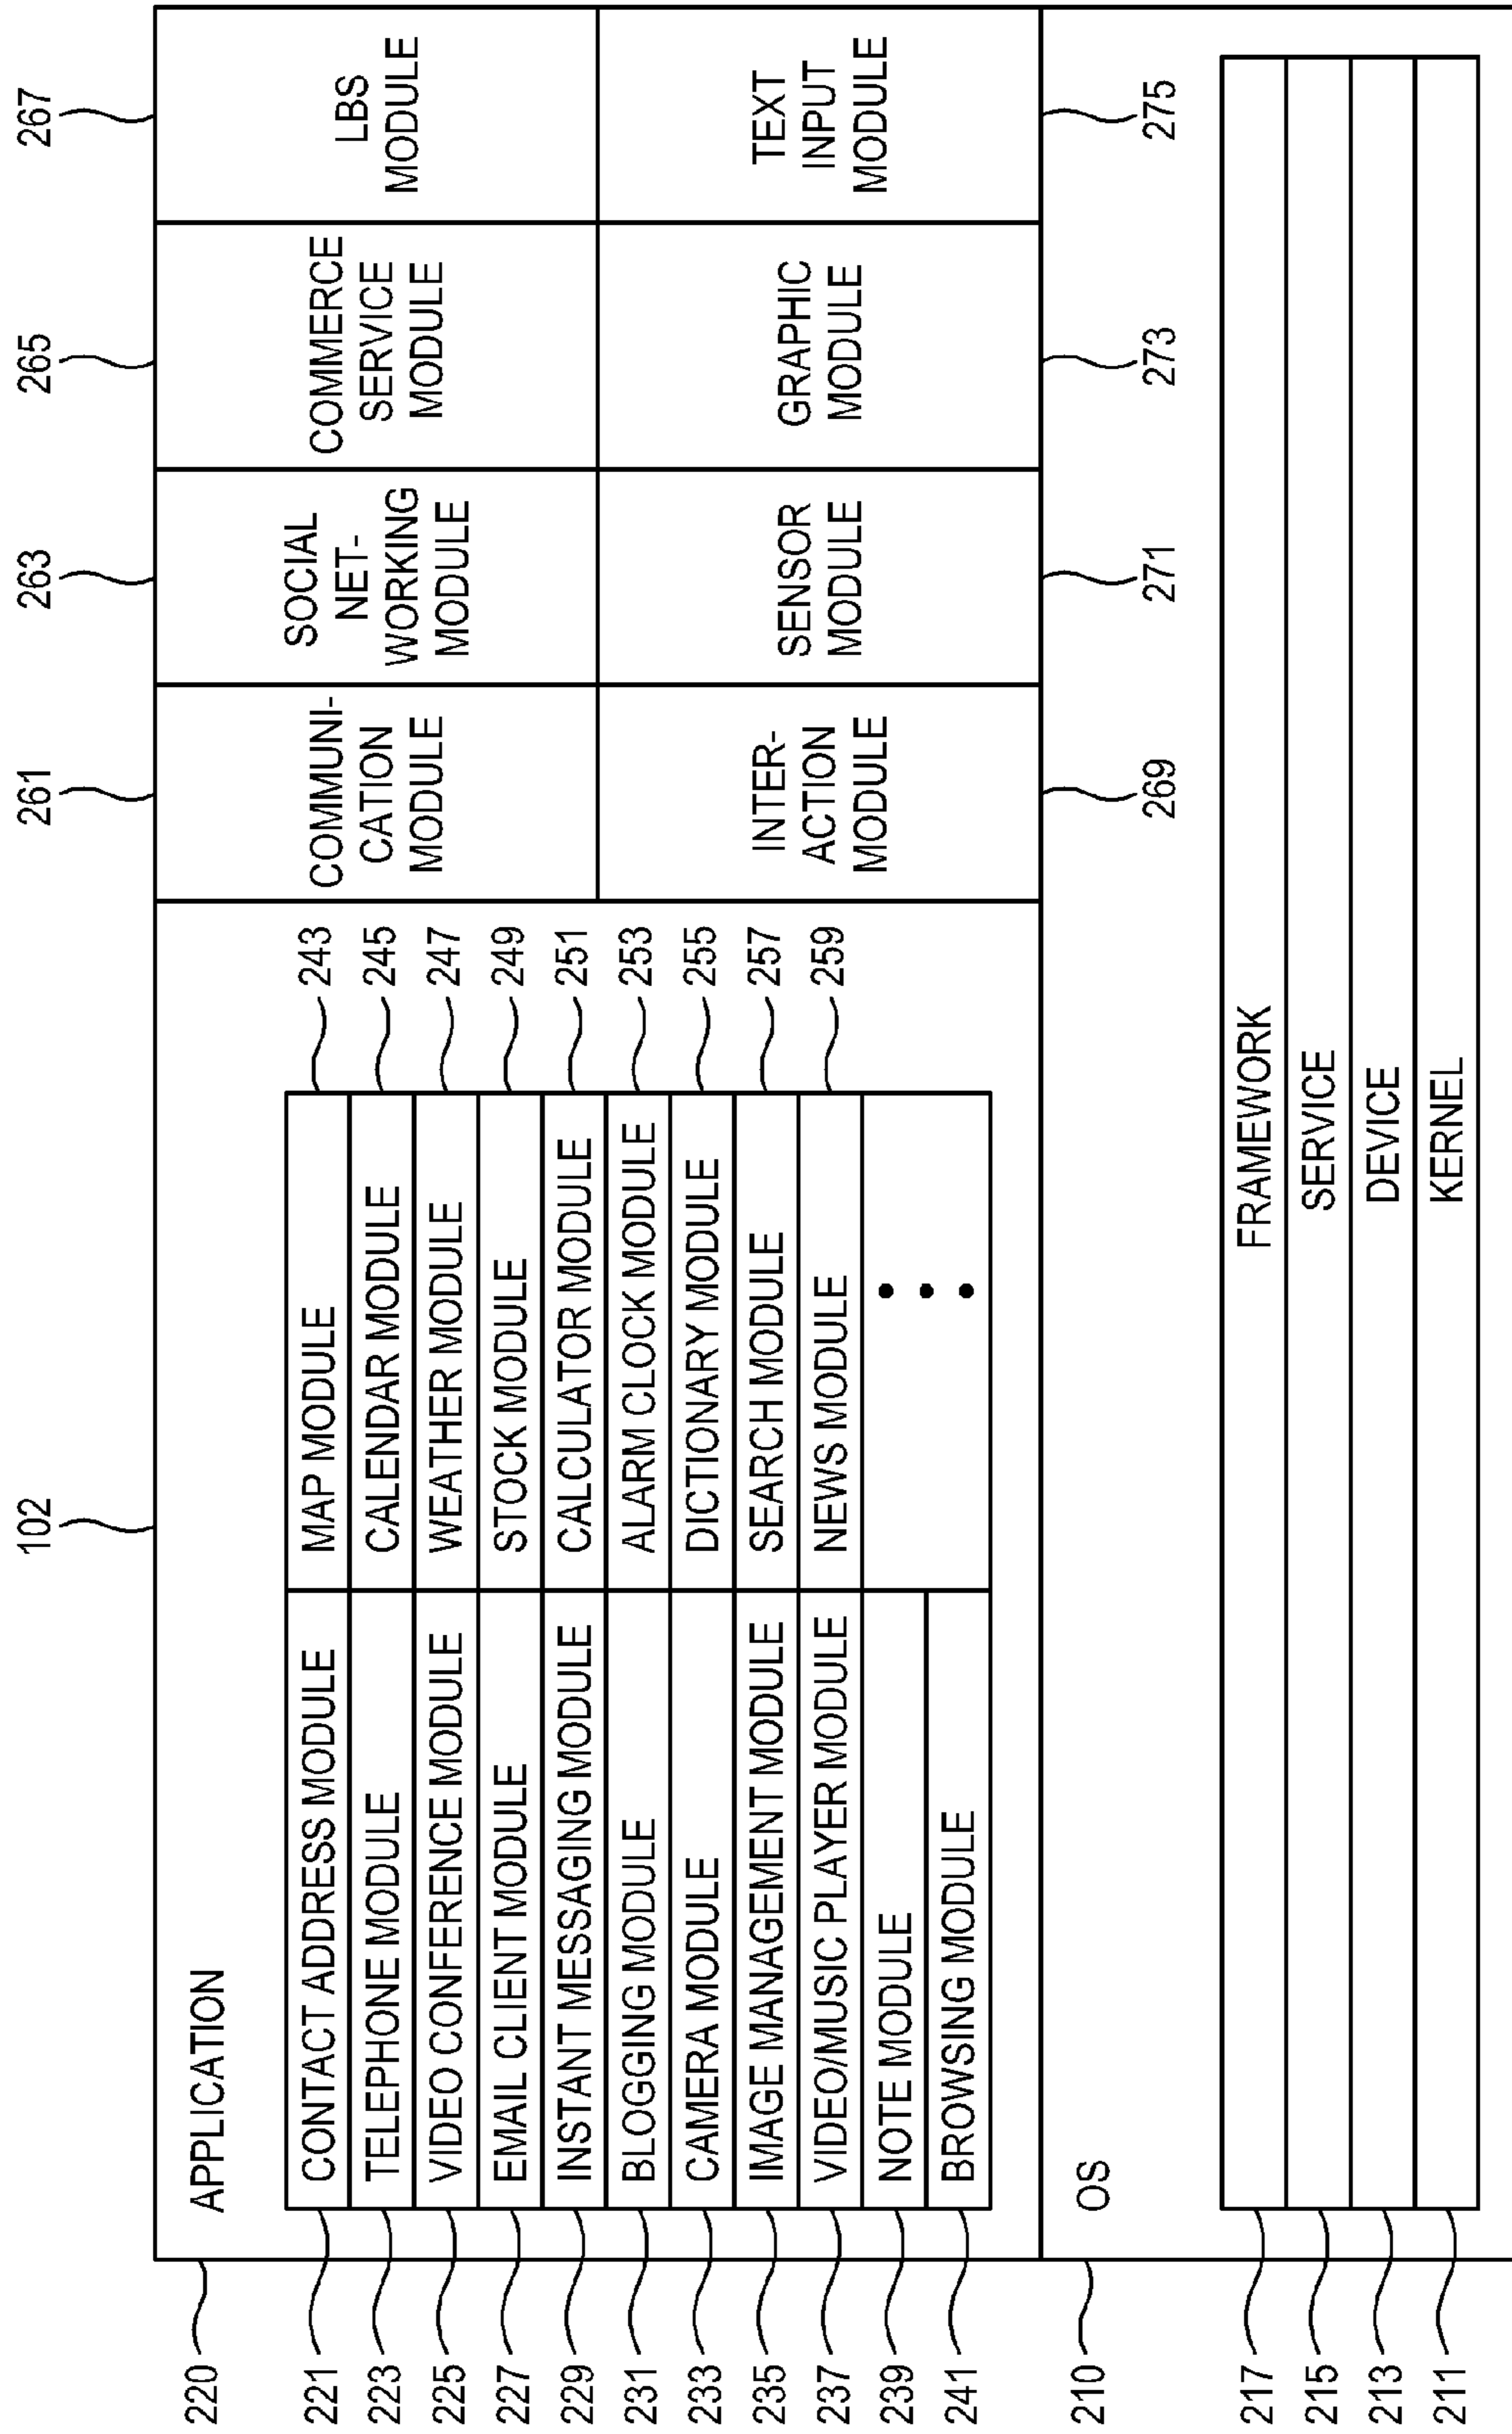 102
261
263
265
267
220
APPLICATION
221
CONTACT ADDRESS MODULE
MAP MODULE
243
223
TELEPHONE MODULE
CALENDAR MODULE
245
225
VIDEO CONFERENCE MODULE
WEATHER MODULE
247
227
EMAIL CLIENT MODULE
STOCK MODULE
249
229
INSTANT MESSAGING MODULE
CALCULATOR MODULE
251
231
BLOGGING MODULE
ALARM CLOCK MODULE
253
233
CAMERA MODULE
DICTIONARY MODULE
255
235
IMAGE MANAGEMENT MODULE
SEARCH MODULE
257
237
VIDEO/MUSIC PLAYER MODULE
NEWS MODULE
259
239
NOTE MODULE
241
BROWSING MODULE
COMMUNI-
CATION
MODULE
SOCIAL
NET-
WORKING
MODULE
COMMERCE
SERVICE
MODULE
LBS
MODULE
INTER-
ACTION
MODULE
SENSOR
MODULE
GRAPHIC
MODULE
TEXT
INPUT
MODULE
269
271
273
275
210
OS
217
FRAMEWORK
215
SERVICE
213
DEVICE
211
KERNEL